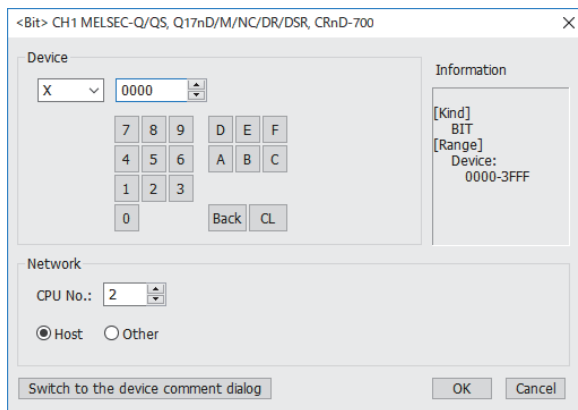 <Bit> CH1 MELSEC-Q/QS, Q17nD/M/NC/DR/DSR, CRnD-700
Device
X 0000
7 8 9 D E F
4 5 6 A B C
1 2 3
0 Back CL
Information
[Kind]
BIT
[Range]
Device:
0000-3FFF
Network
CPU No.: 2
Host Other
Switch to the device comment dialog OK Cancel